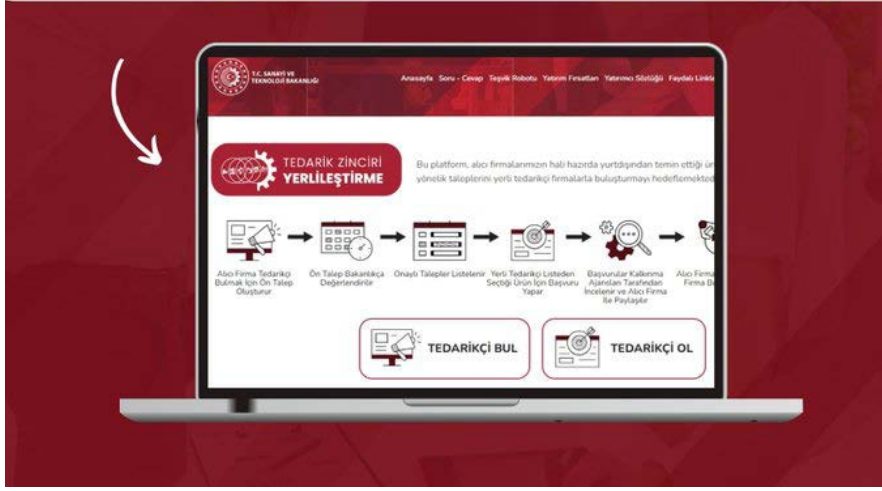 T.C. SANAYİ VE
TEKNOLOJİ BAKANLIĞI
Anasayfa Soru - Cevap Teşvik Robotu Yatırım Fırsatları Yatırımcı Sözlüğü Faydalı Linkla
TEDARİK ZİNCİRİ
YERLİLEŞTİRME
Bu platform, alıcı firmalarımızın hali hazırda yurtdışından temin ettiği ür
yönelik taleplerini yerli tedarikçi firmalarla buluşturmayı hedeflemekted
Alıcı Firma Tedarikçi
Bulmak İçin Ön Talep
Oluşturur
Ön Talep Bakanlıkça
Değerlendirilir
Onaylı Talepler Listelenir
Yerli Tedarikçi Listeden
Seçtiği Ürün İçin Başvuru
Yapar
Başvurular Kalkınma
Ajansları Tarafından
İncelenir ve Alıcı Firma
İle Paylaşılır
Alıcı Firma
Firma B
TEDARİKÇİ BUL
TEDARİKÇİ OL